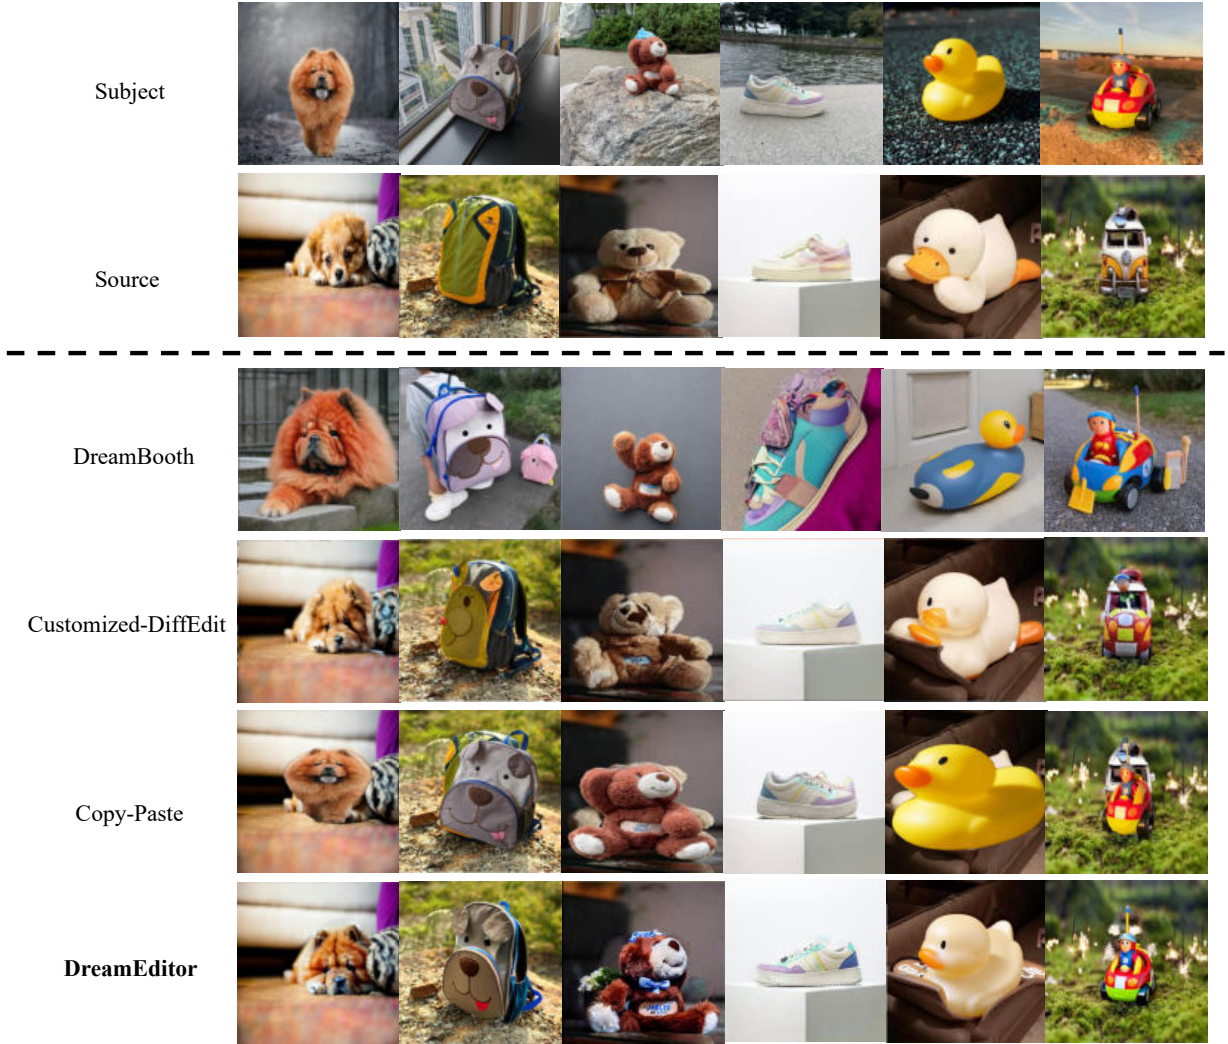 Subject
Source
DreamBooth
Customized-DiffEdit
Copy-Paste
DreamEditor